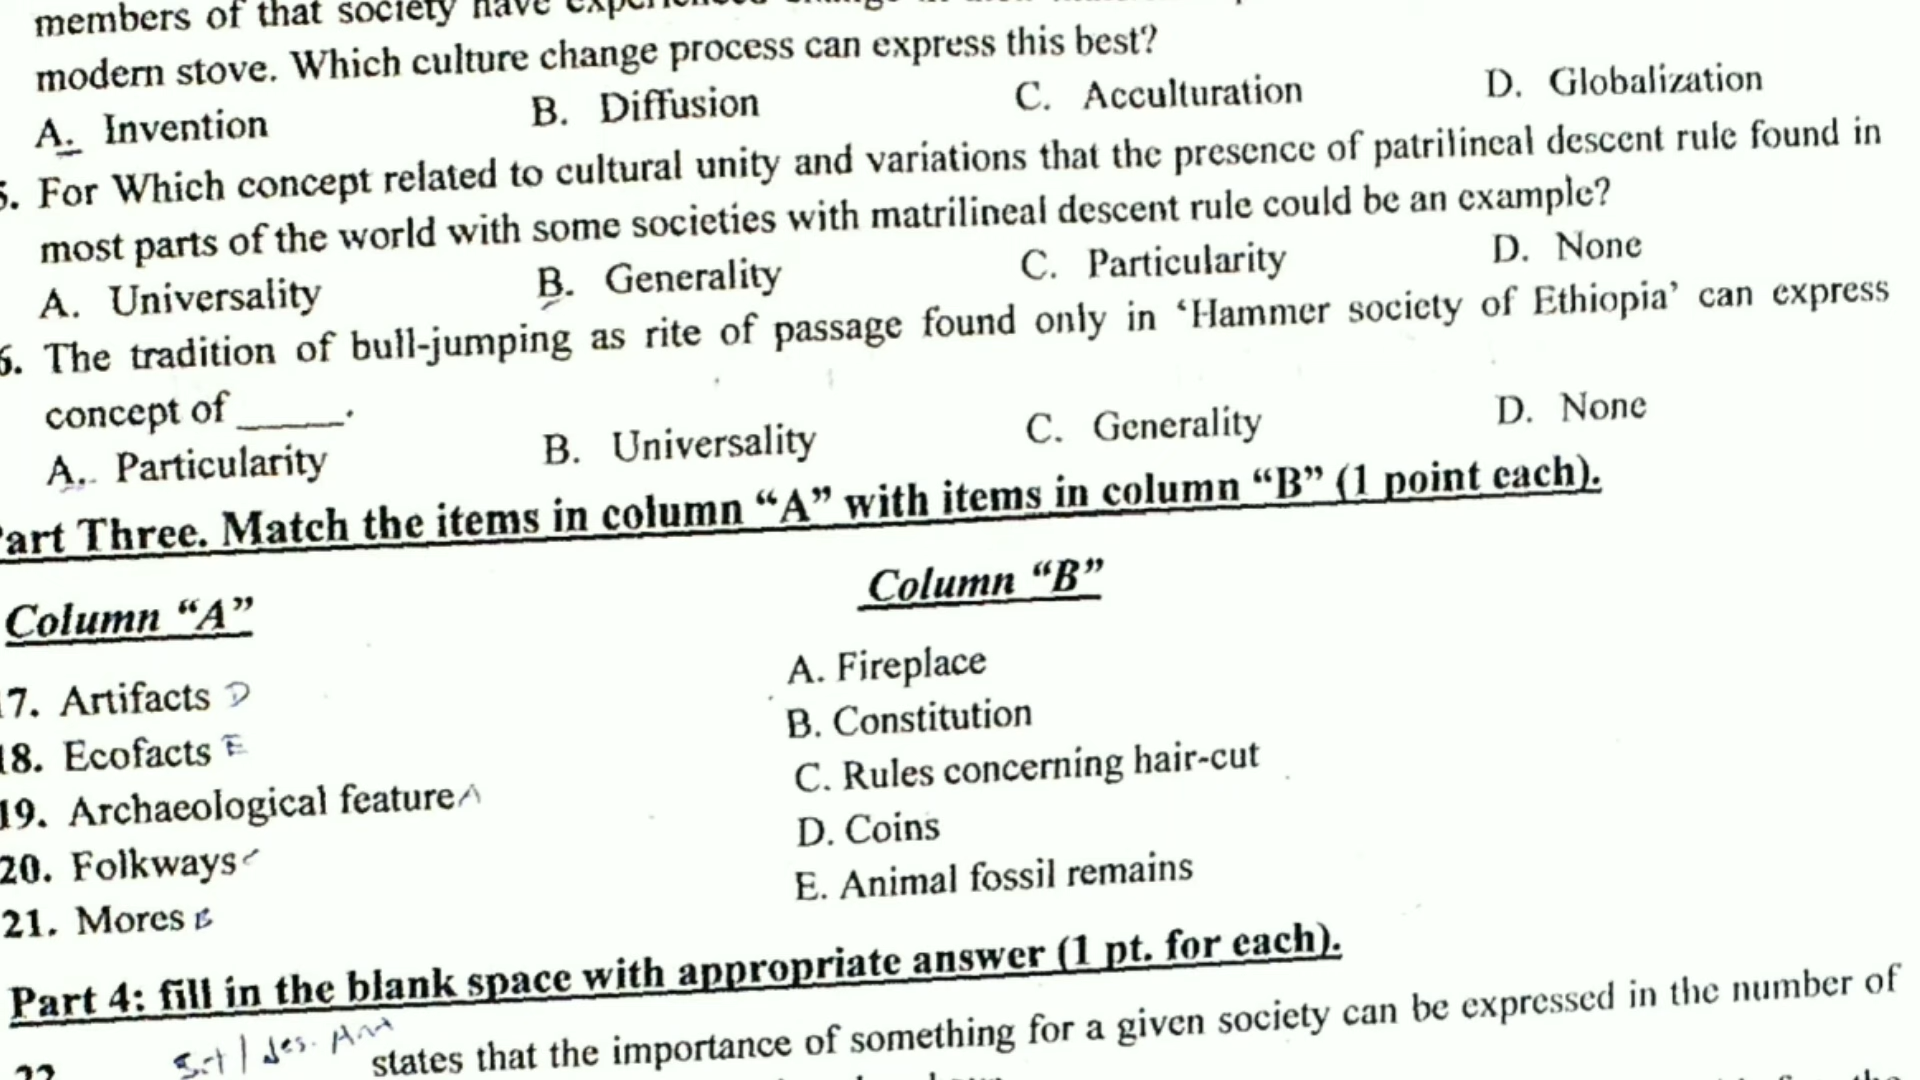 members of that society have
modern stove. Which culture change process can express this best?
A. Invention B. Diffusion C. Acculturation D. Globalization
5. For Which concept related to cultural unity and variations that the presence of patrilineal descent rule found in
most parts of the world with some societies with matrilineal descent rule could be an example?
A. Universality B. Generality C. Particularity D. None
6. The tradition of bull-jumping as rite of passage found only in ‘Hammer society of Ethiopia’ can express
concept of _____.
A.. Particularity B. Universality C. Generality D. None
art Three. Match the items in column “A” with items in column “B” (1 point each).
Column “A” Column “B”
17. Artifacts D A. Fireplace
18. Ecofacts E B. Constitution
19. Archaeological feature A C. Rules concerning hair-cut
20. Folkways C D. Coins
21. Mores B E. Animal fossil remains
Part 4: fill in the blank space with appropriate answer (1 pt. for each).
22 states that the importance of something for a given society can be expressed in the number of